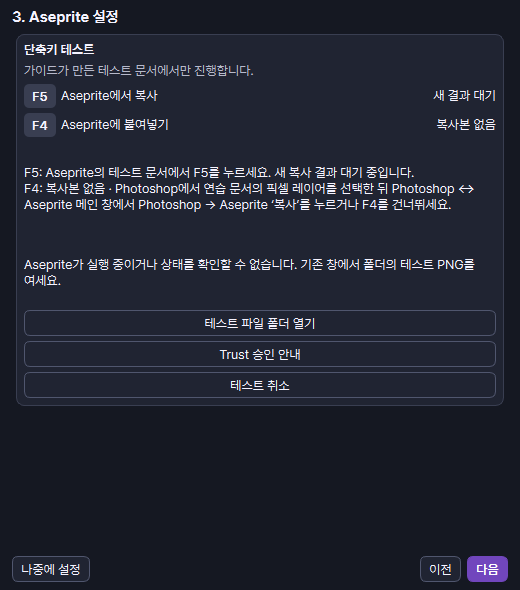 3. Aseprite 설정
단축키 테스트
가이드가 만든 테스트 문서에서만 진행합니다.
F5 Aseprite에서 복사 새 결과 대기
F4 Aseprite에 붙여넣기 복사본 없음
F5: Aseprite의 테스트 문서에서 F5를 누르세요. 새 복사 결과 대기 중입니다.
F4: 복사본 없음 · Photoshop에서 연습 문서의 픽셀 레이어를 선택한 뒤 Photoshop ↔
Aseprite 메인 창에서 Photoshop → Aseprite ‘복사’를 누르거나 F4를 건너뛰세요.
Aseprite가 실행 중이거나 상태를 확인할 수 없습니다. 기존 창에서 폴더의 테스트 PNG를
여세요.
테스트 파일 폴더 열기
Trust 승인 안내
테스트 취소
나중에 설정 이전 다음